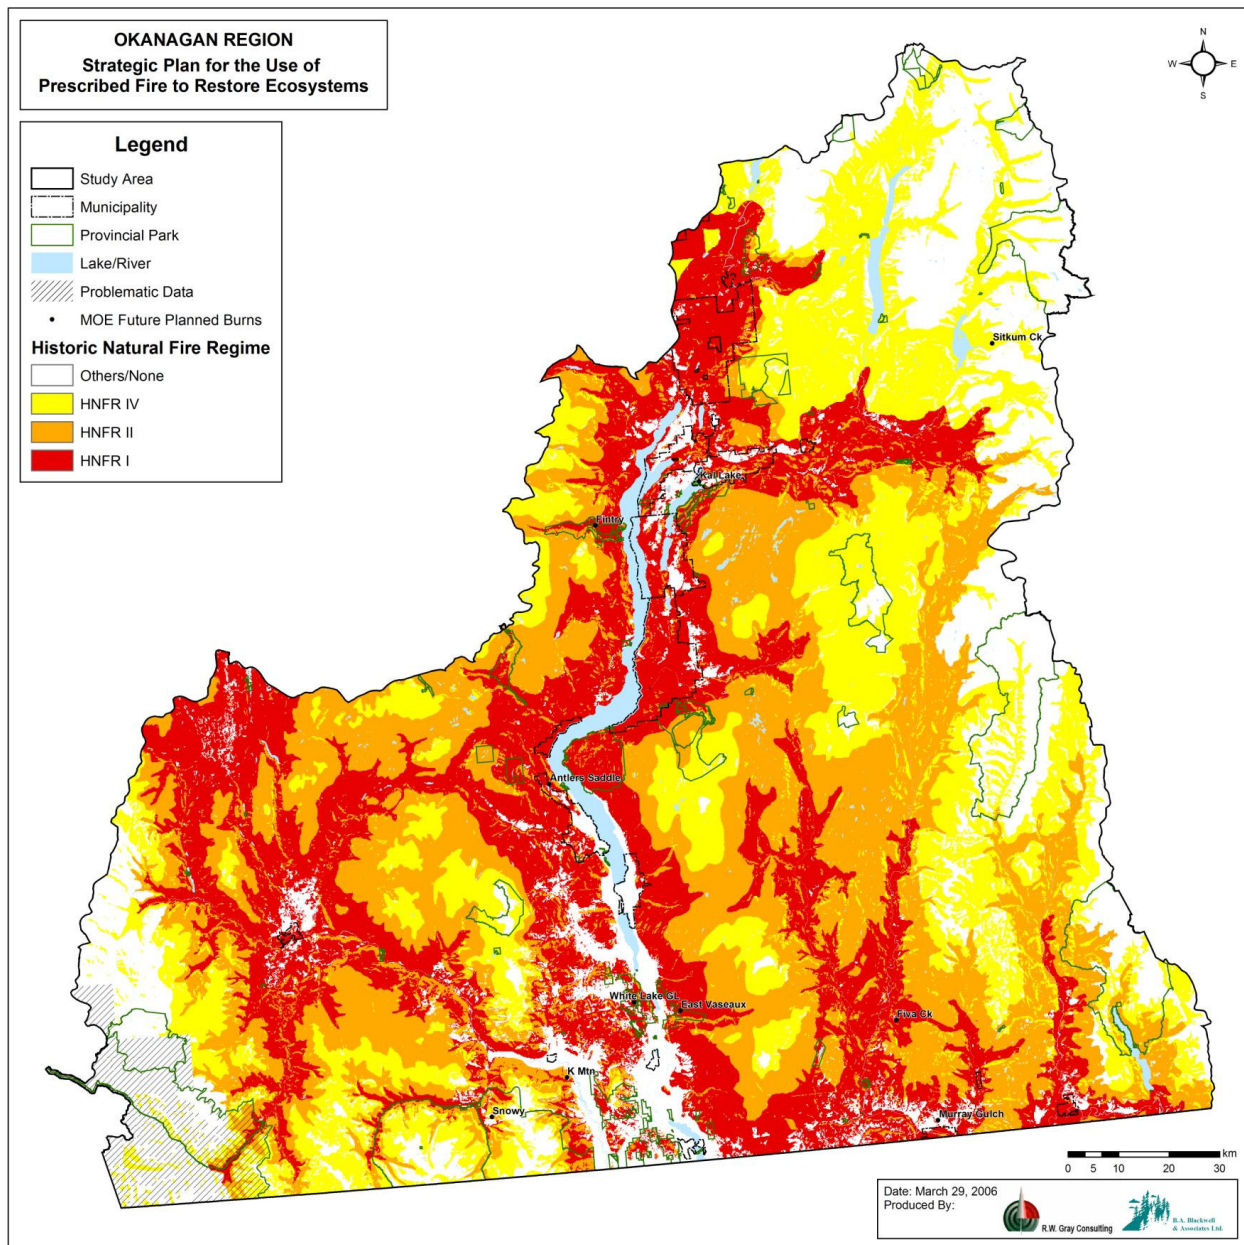 OKANAGAN REGION
Strategic Plan for the Use of
Prescribed Fire to Restore Ecosystems
N
W
E
S
Legend
Study Area
Municipality
Provincial Park
Lake/River
Problematic Data
MOE Future Planned Burns
Historic Natural Fire Regime
Others/None
HNFR IV
HNFR II
HNFR I
Sitkum Ck
Kal Lake
Fintry
Antlers Saddle
White Lake GL
East Vaseaux
Fiva Ck
K Mtn
Snowy
Murray Gulch
km
0 5 10 20 30
Date: March 29, 2006
Produced By:
R.W. Gray Consulting
B.A. Blackwell
& Associates Ltd.